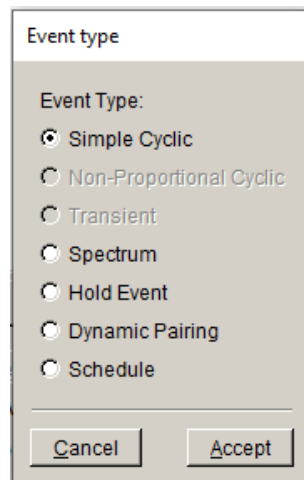 Event type
Event Type:
Simple Cyclic
Non-Proportional Cyclic
Transient
Spectrum
Hold Event
Dynamic Pairing
Schedule
Cancel Accept